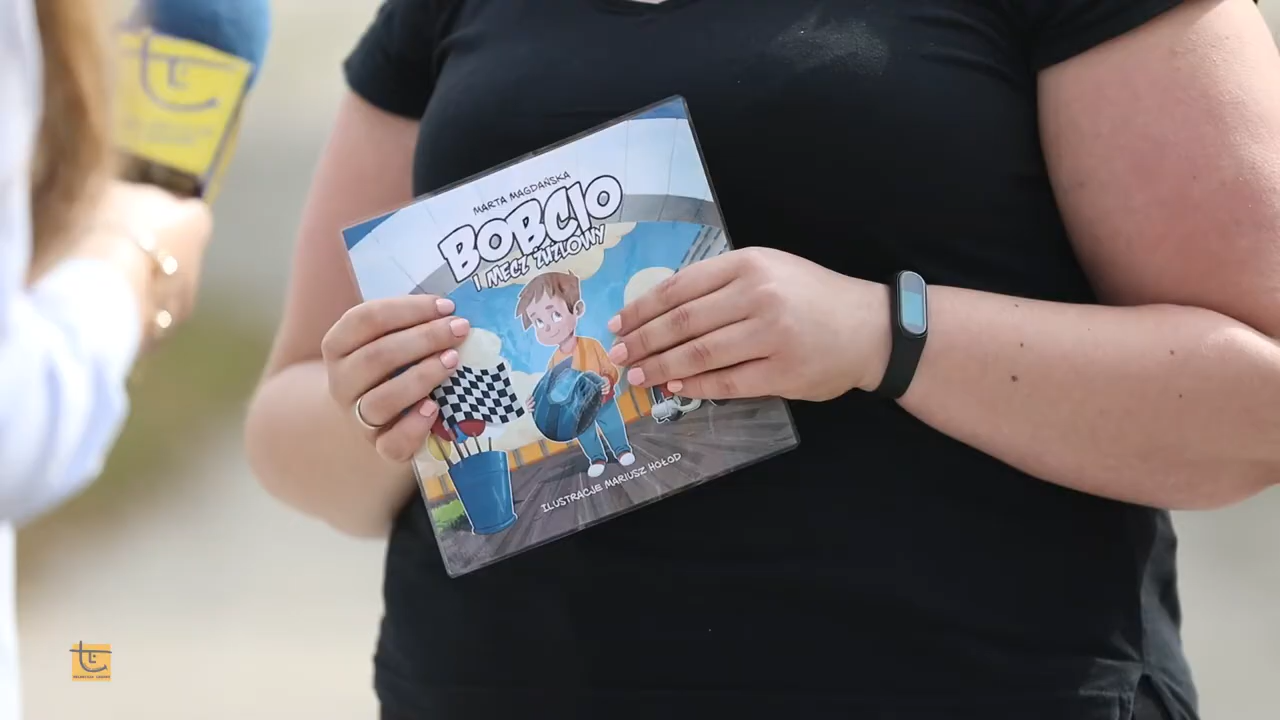 MARTA MAGDAŃSKA
BOBCIO
I MECZ ŻUŻLOWY
ILUSTRACJE MARIUSZ HOŁOD